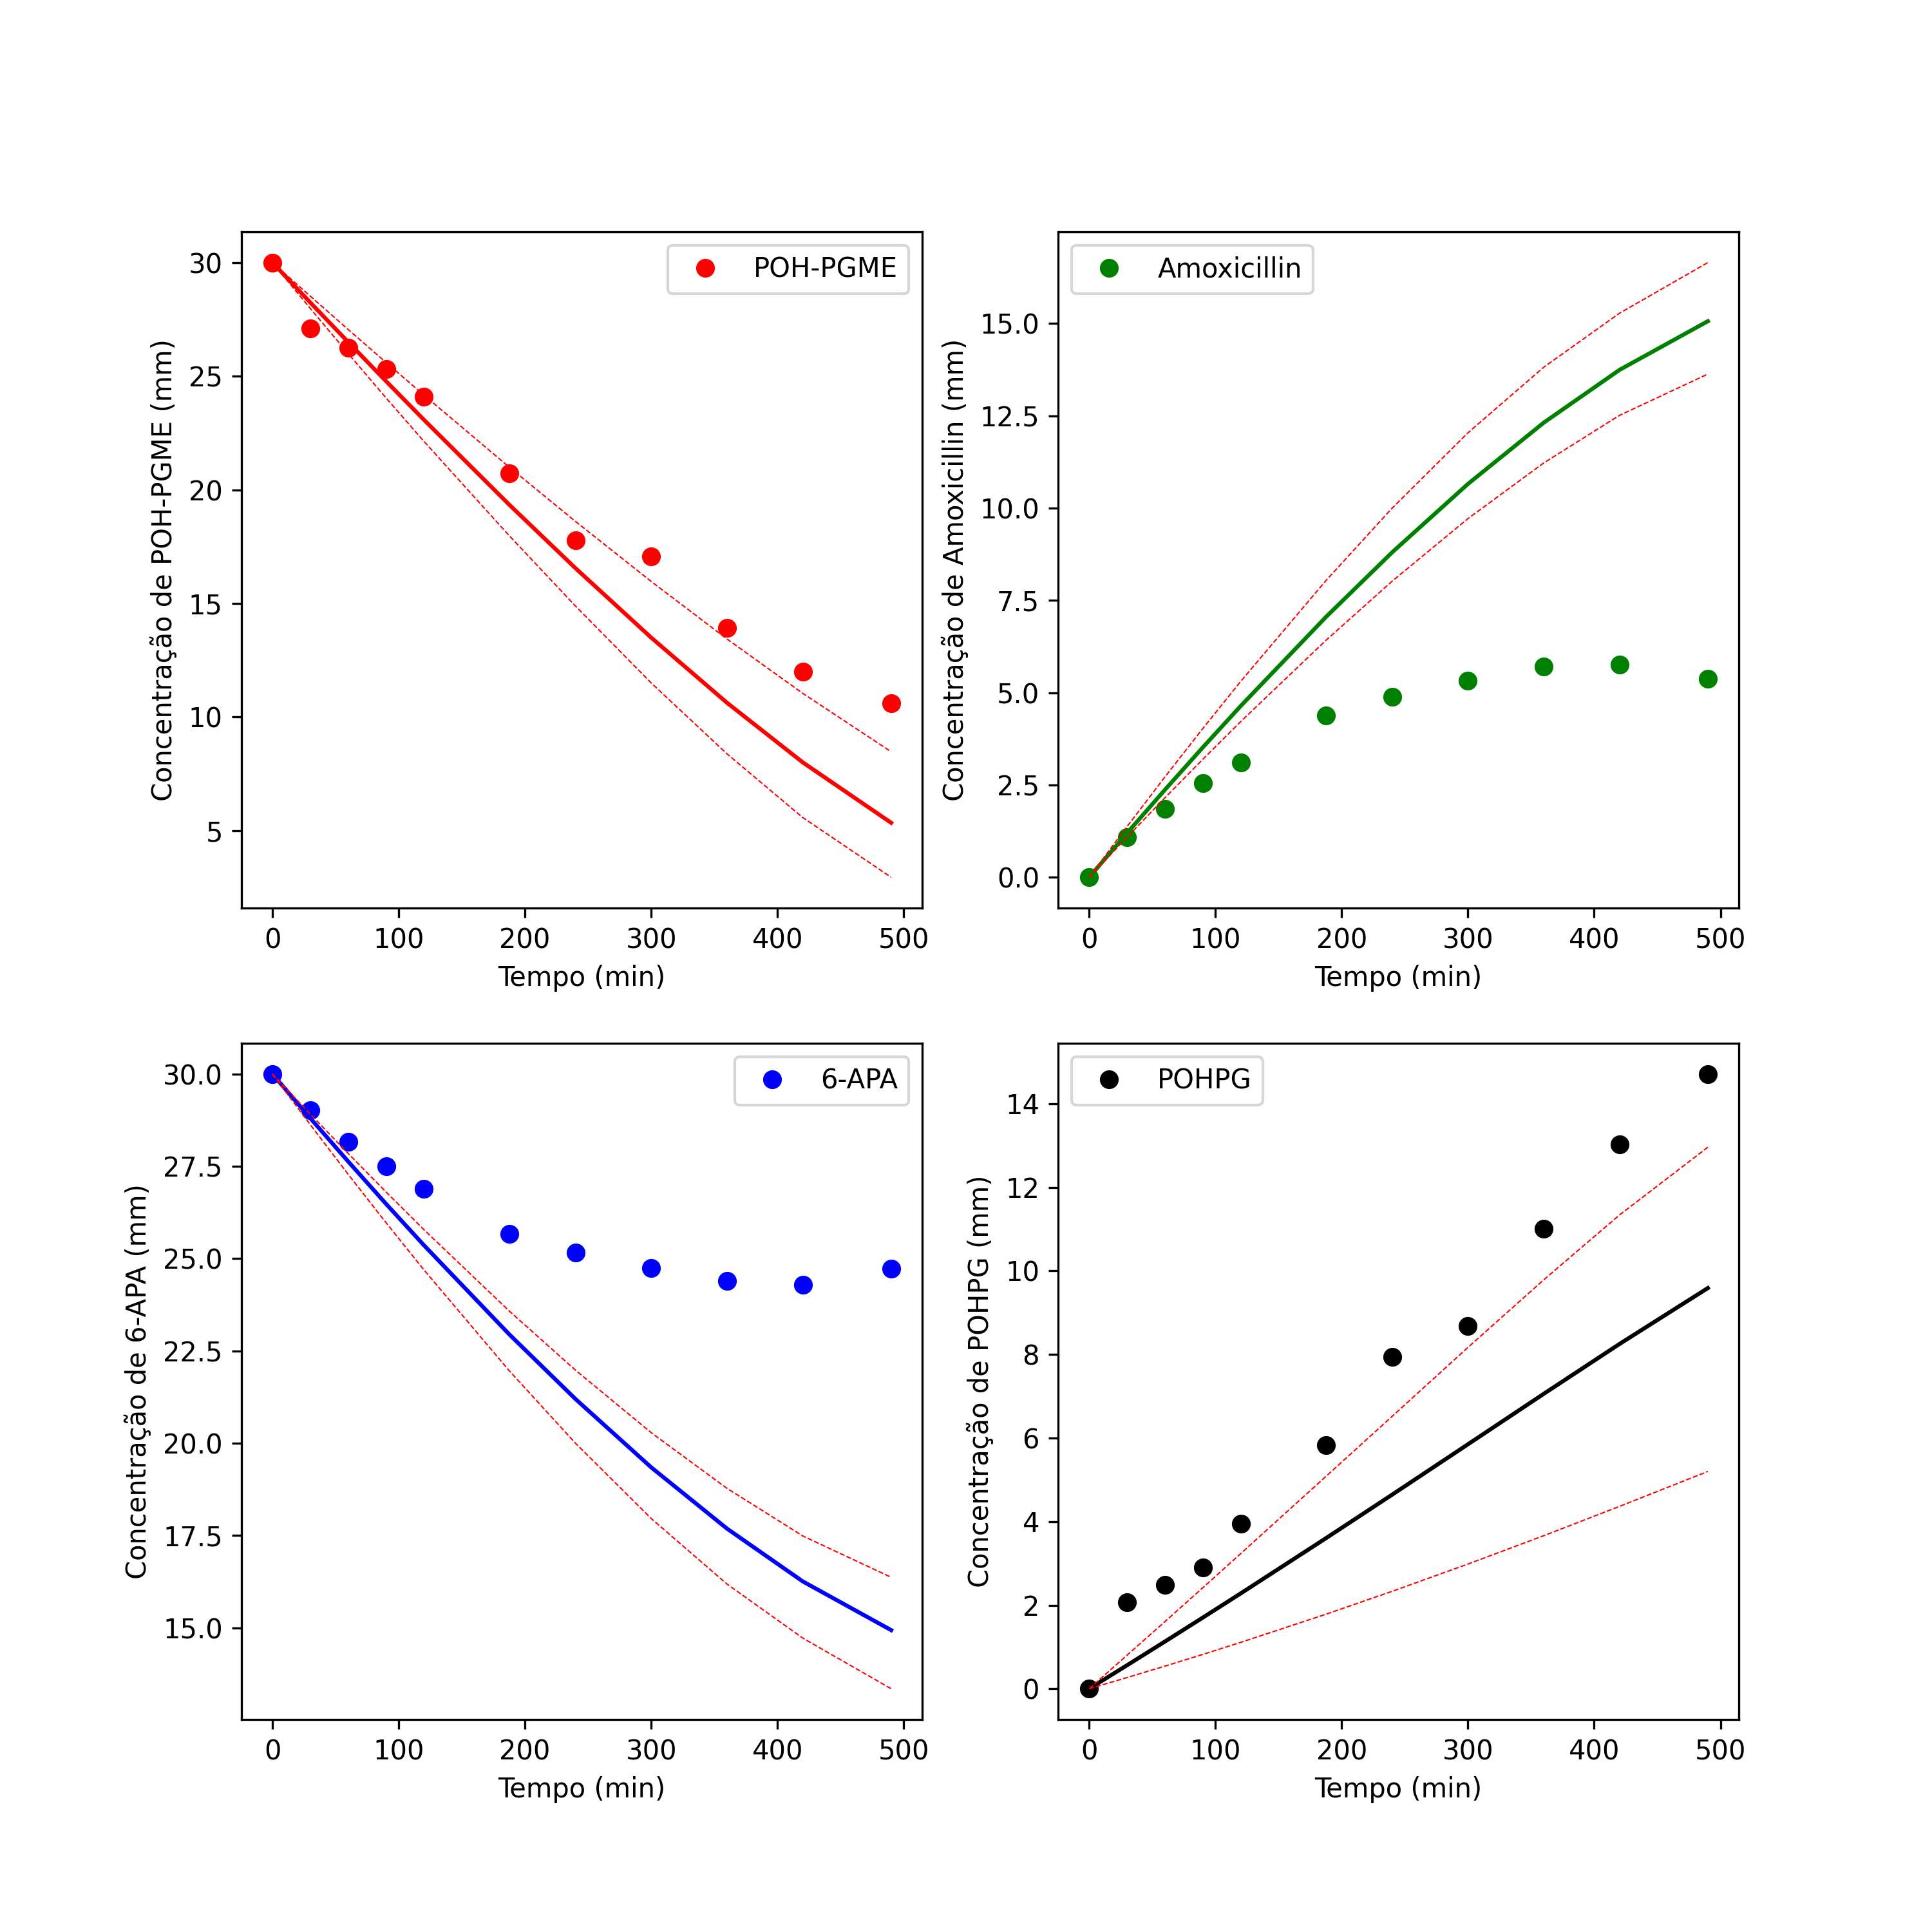 POH-PGME
30
25
20
15
10
5
Concentração de POH-PGME (mm)
0 100 200 300 400 500
Tempo (min)
Amoxicillin
15.0
12.5
10.0
7.5
5.0
2.5
0.0
Concentração de Amoxicillin (mm)
0 100 200 300 400 500
Tempo (min)
6-APA
30.0
27.5
25.0
22.5
20.0
17.5
15.0
Concentração de 6-APA (mm)
0 100 200 300 400 500
Tempo (min)
POHPG
14
12
10
8
6
4
2
0
Concentração de POHPG (mm)
0 100 200 300 400 500
Tempo (min)